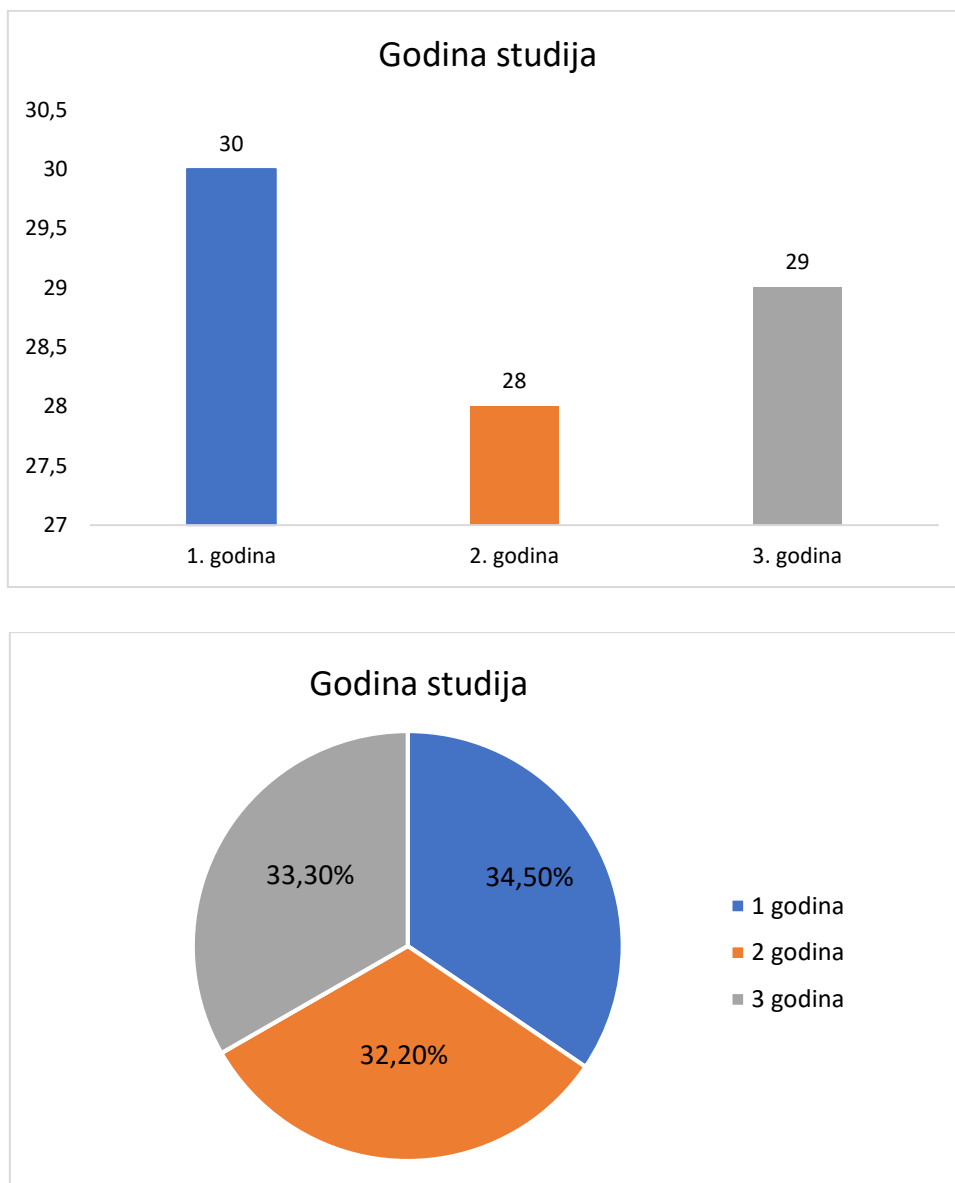 Godina studija
30,5
30
29,5
29
28,5
28
27,5
27
30
28
29
1. godina
2. godina
3. godina
Godina studija
33,30%
34,50%
32,20%
1 godina
2 godina
3 godina